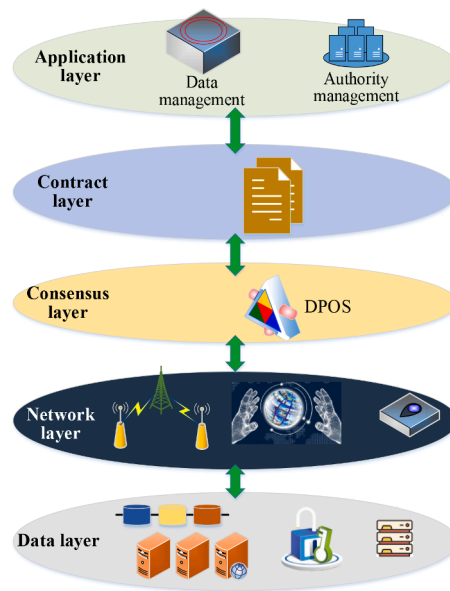 Application
layer
Data
management
Authority
management
Contract
layer
Consensus
layer
DPOS
Network
layer
Data layer